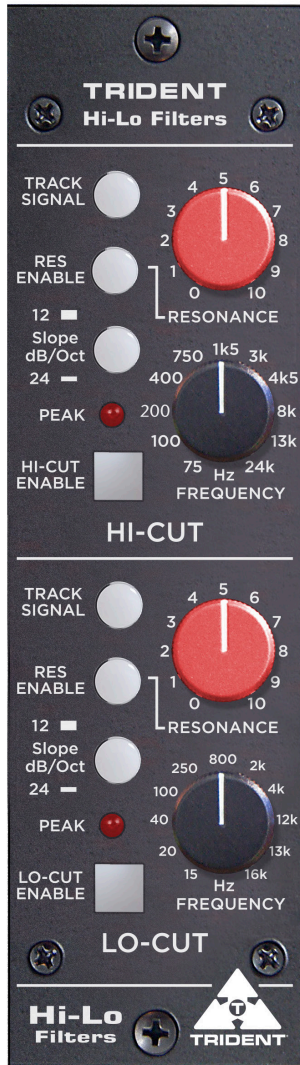 TRIDENT
Hi-Lo Filters
TRACK SIGNAL
0 1 2 3 4 5 6 7 8 9 10
RES ENABLE
RESONANCE
12
Slope dB/Oct
24
PEAK
75 100 200 400 750 1k5 3k 4k5 8k 13k 24k
Hz
HI-CUT ENABLE
FREQUENCY
HI-CUT
TRACK SIGNAL
0 1 2 3 4 5 6 7 8 9 10
RES ENABLE
RESONANCE
12
Slope dB/Oct
24
PEAK
15 20 40 100 250 800 2k 4k 12k 13k 16k
Hz
LO-CUT ENABLE
FREQUENCY
LO-CUT
Hi-Lo
Filters
T
TRIDENT